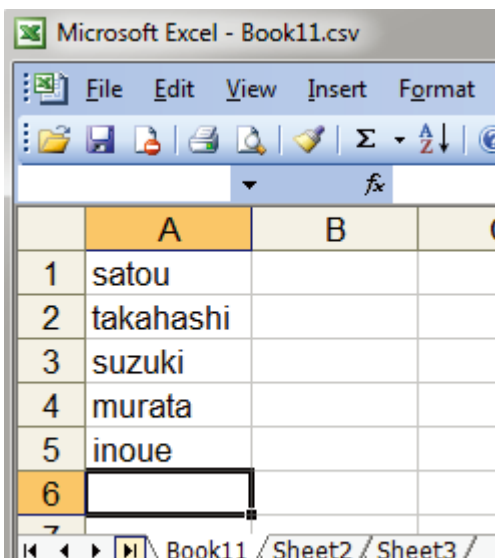 Microsoft Excel - Book11.csv
File Edit View Insert Format
Σ A Z
fx
A B
1 satou
2 takahashi
3 suzuki
4 murata
5 inoue
6
Book11 Sheet2 Sheet3